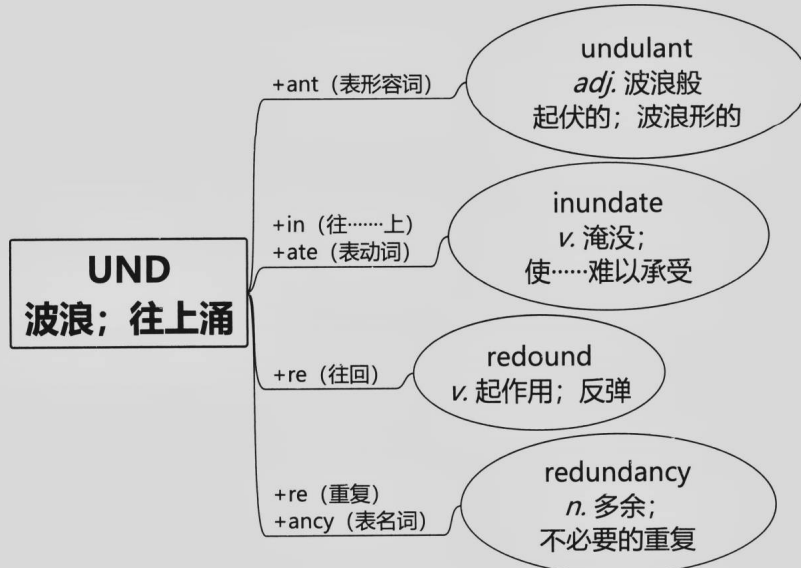 UND
波浪；往上涌
+ant（表形容词）
undulant
adj. 波浪般
起伏的；波浪形的
+in（往……上）
+ate（表动词）
inundate
v. 淹没；
使……难以承受
+re（往回）
redound
v. 起作用；反弹
+re（重复）
+ancy（表名词）
redundancy
n. 多余；
不必要的重复